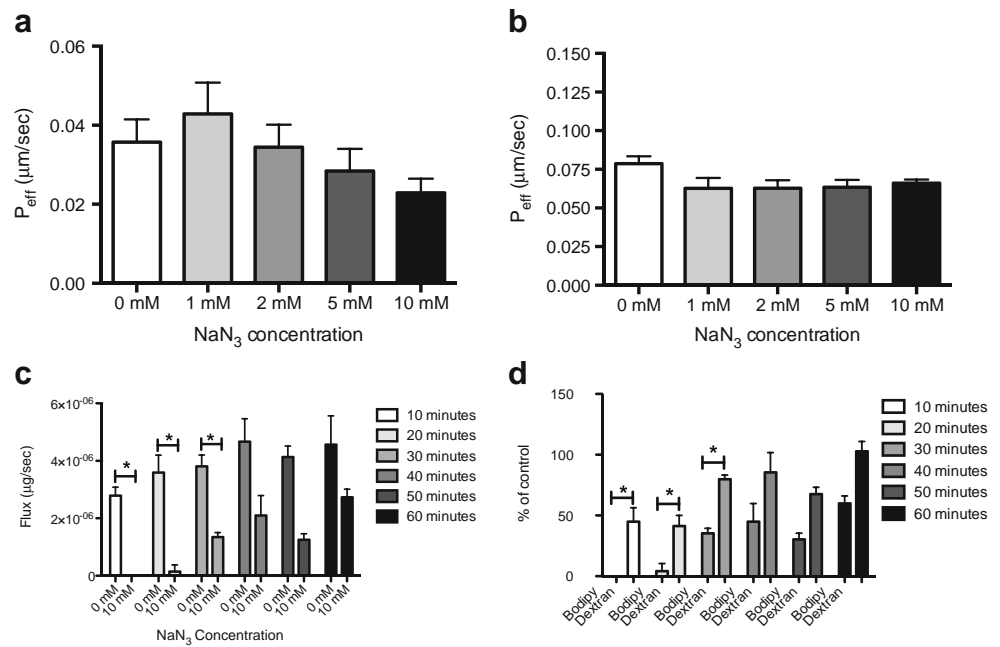 a
0.06
0.04
0.02
0.00
P_eff (μm/sec)
0 mM 1 mM 2 mM 5 mM 10 mM
NaN₃ concentration
b
0.150
0.125
0.100
0.075
0.050
0.025
0.000
P_eff (μm/sec)
0 mM 1 mM 2 mM 5 mM 10 mM
NaN₃ concentration
c
6×10⁻⁰⁶
4×10⁻⁰⁶
2×10⁻⁰⁶
0
Flux (μg/sec)
* * *
0 mM 10 mM 0 mM 10 mM 0 mM 10 mM 0 mM 10 mM 0 mM 10 mM 0 mM 10 mM
NaN₃ Concentration
10 minutes
20 minutes
30 minutes
40 minutes
50 minutes
60 minutes
d
150
100
50
0
% of control
* * *
Bodipy Dextran Bodipy Dextran Bodipy Dextran Bodipy Dextran Bodipy Dextran Bodipy Dextran
10 minutes
20 minutes
30 minutes
40 minutes
50 minutes
60 minutes